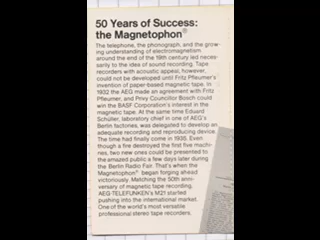 50 Years of Success:
the Magnetophon®
The telephone, the phonograph, and the grow-
ing understanding of electromagnetism
around the end of the 19th century led neces-
sarily to the idea of sound recording. Tape
recorders with acoustic appeal, however,
could not be developed until Fritz Pfleumer's
invention of paper-based magnetic tape. In
1932 the AEG made an agreement with Fritz
Pfleumer, and Privy Councillor Bosch could
win the BASF Corporation's interest in the
magnetic tape. At the same time Eduard
Schüller, laboratory chief in one of AEG's
Berlin factories, was delegated to develop an
adequate recording and reproducing device.
The time had finally come in 1935. Even
though a fire destroyed the first five machi-
nes, two new ones could be presented to
the amazed public a few days later during
the Berlin Radio Fair. That's when the
Magnetophon® began forging ahead
victoriously. Matching the 50th anni-
versary of magnetic tape recording,
AEG-TELEFUNKEN's M21 started
pushing into the international market.
One of the world's most versatile
professional stereo tape recorders.